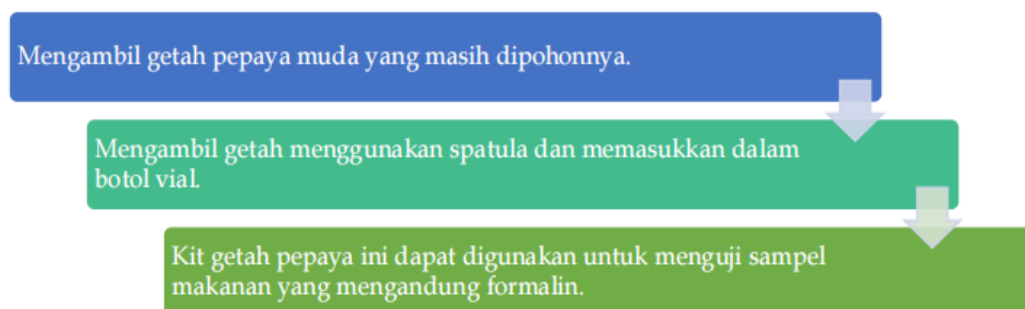 Mengambil getah pepaya muda yang masih dipohonnya.
Mengambil getah menggunakan spatula dan memasukkan dalam
botol vial.
Kit getah pepaya ini dapat digunakan untuk menguji sampel
makanan yang mengandung formalin.